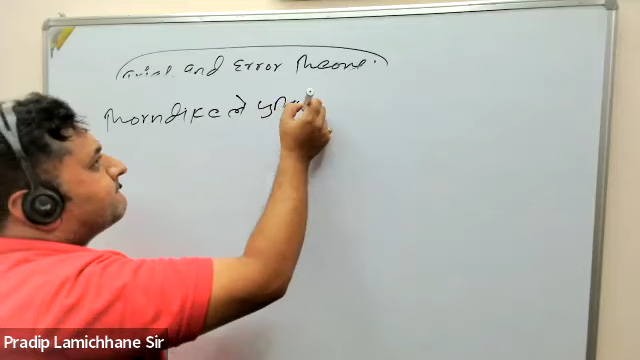 Trial and Error Theory.
Thorndike ले
Pradip Lamichhane Sir